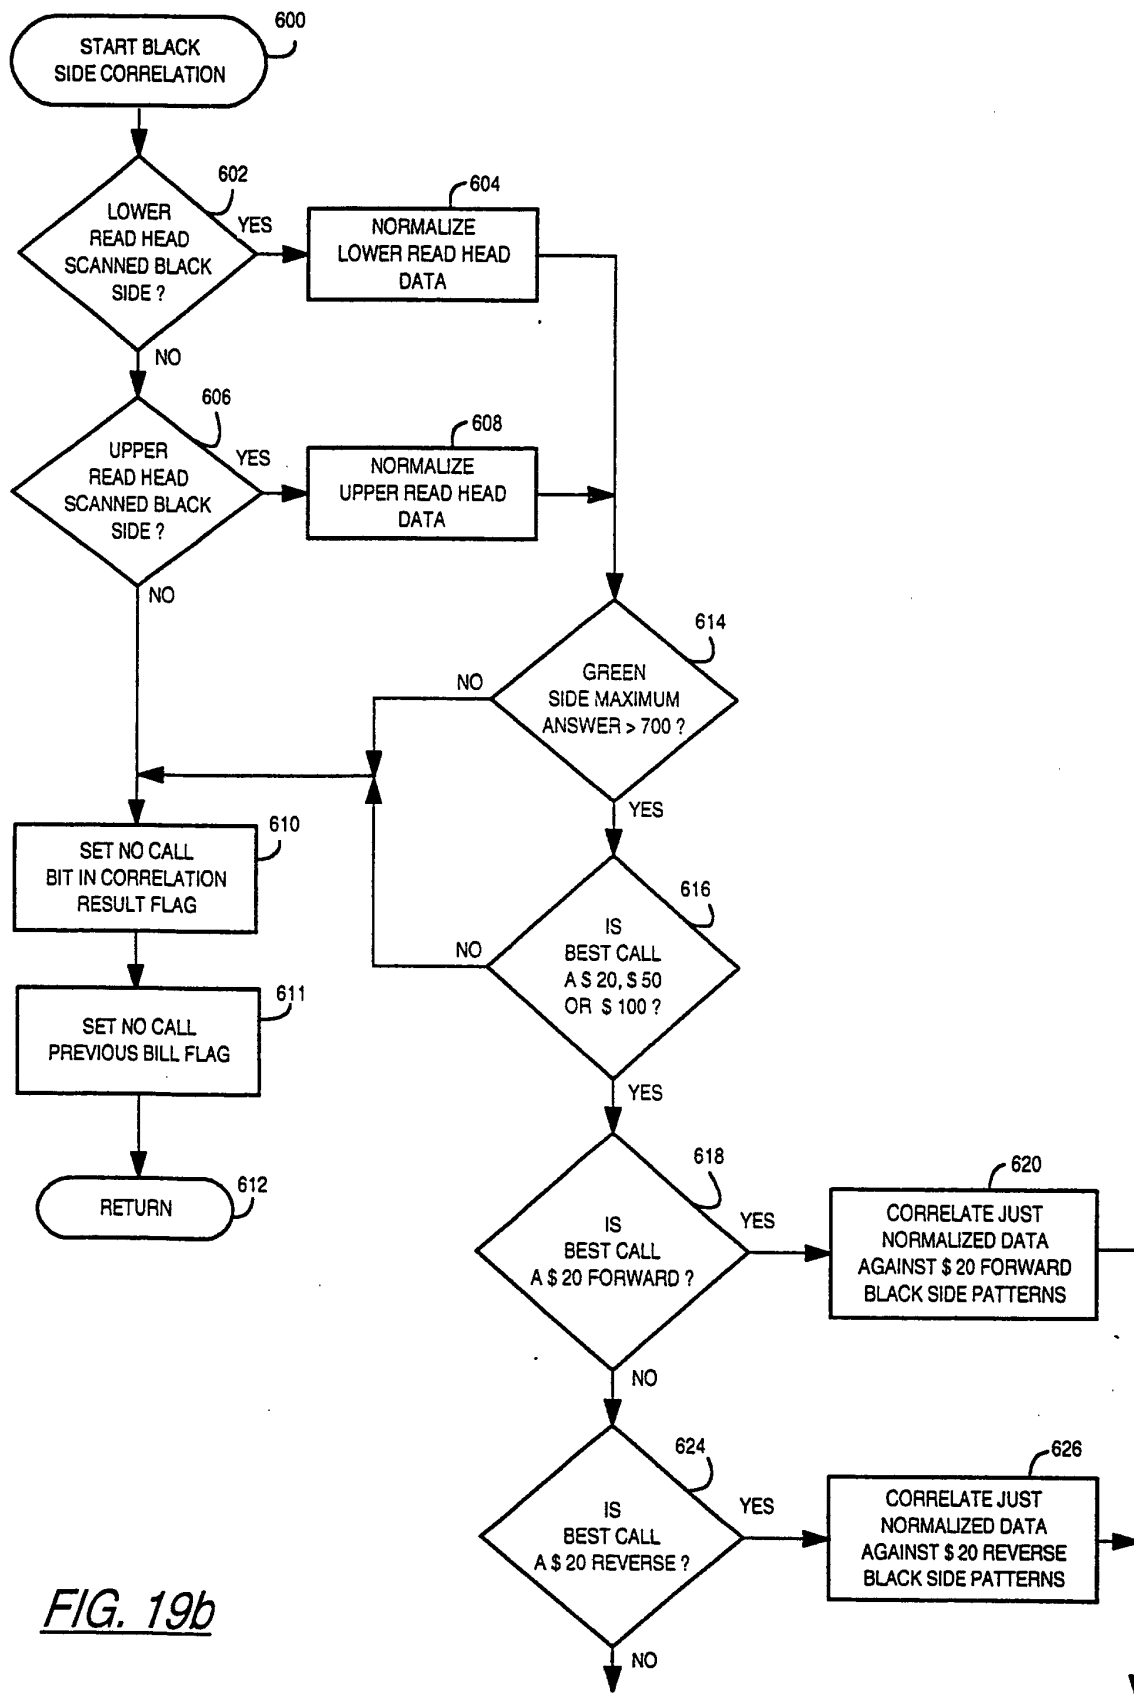 600
START BLACK
SIDE CORRELATION
602
LOWER
READ HEAD
SCANNED BLACK
SIDE ?
YES
604
NORMALIZE
LOWER READ HEAD
DATA
NO
606
UPPER
READ HEAD
SCANNED BLACK
SIDE ?
YES
608
NORMALIZE
UPPER READ HEAD
DATA
NO
614
GREEN
SIDE MAXIMUM
ANSWER > 700 ?
NO
YES
610
SET NO CALL
BIT IN CORRELATION
RESULT FLAG
616
IS
BEST CALL
A $ 20, $ 50
OR $ 100 ?
NO
YES
611
SET NO CALL
PREVIOUS BILL FLAG
612
RETURN
618
IS
BEST CALL
A $ 20 FORWARD ?
YES
620
CORRELATE JUST
NORMALIZED DATA
AGAINST $ 20 FORWARD
BLACK SIDE PATTERNS
NO
624
IS
BEST CALL
A $ 20 REVERSE ?
YES
626
CORRELATE JUST
NORMALIZED DATA
AGAINST $ 20 REVERSE
BLACK SIDE PATTERNS
NO
FIG. 19b